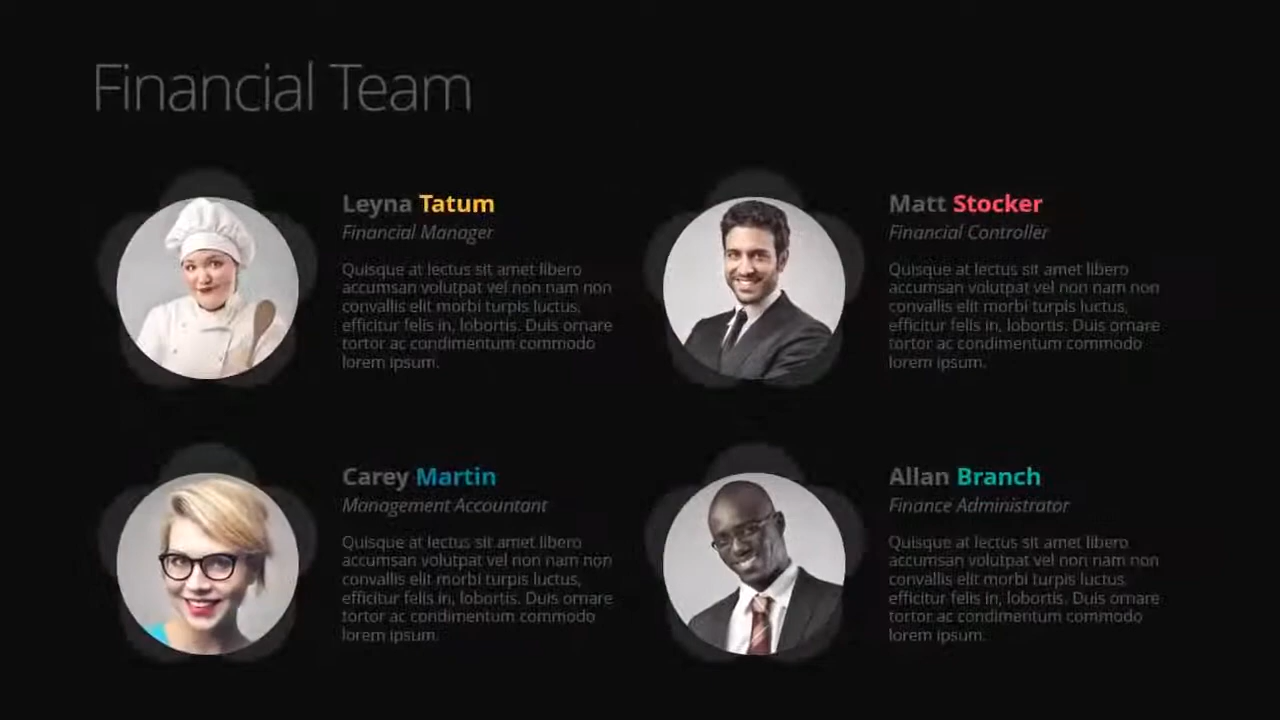 Financial Team
Leyna Tatum
Financial Manager
Quisque at lectus sit amet libero
accumsan volutpat vel non nam non
convallis elit morbi turpis luctus,
efficitur felis in, lobortis. Duis ornare
tortor ac condimentum commodo
lorem ipsum.
Matt Stocker
Financial Controller
Quisque at lectus sit amet libero
accumsan volutpat vel non nam non
convallis elit morbi turpis luctus,
efficitur felis in, lobortis. Duis ornare
tortor ac condimentum commodo
lorem ipsum.
Carey Martin
Management Accountant
Quisque at lectus sit amet libero
accumsan volutpat vel non nam non
convallis elit morbi turpis luctus,
efficitur felis in, lobortis. Duis ornare
tortor ac condimentum commodo
lorem ipsum.
Allan Branch
Finance Administrator
Quisque at lectus sit amet libero
accumsan volutpat vel non nam non
convallis elit morbi turpis luctus,
efficitur felis in, lobortis. Duis ornare
tortor ac condimentum commodo
lorem ipsum.